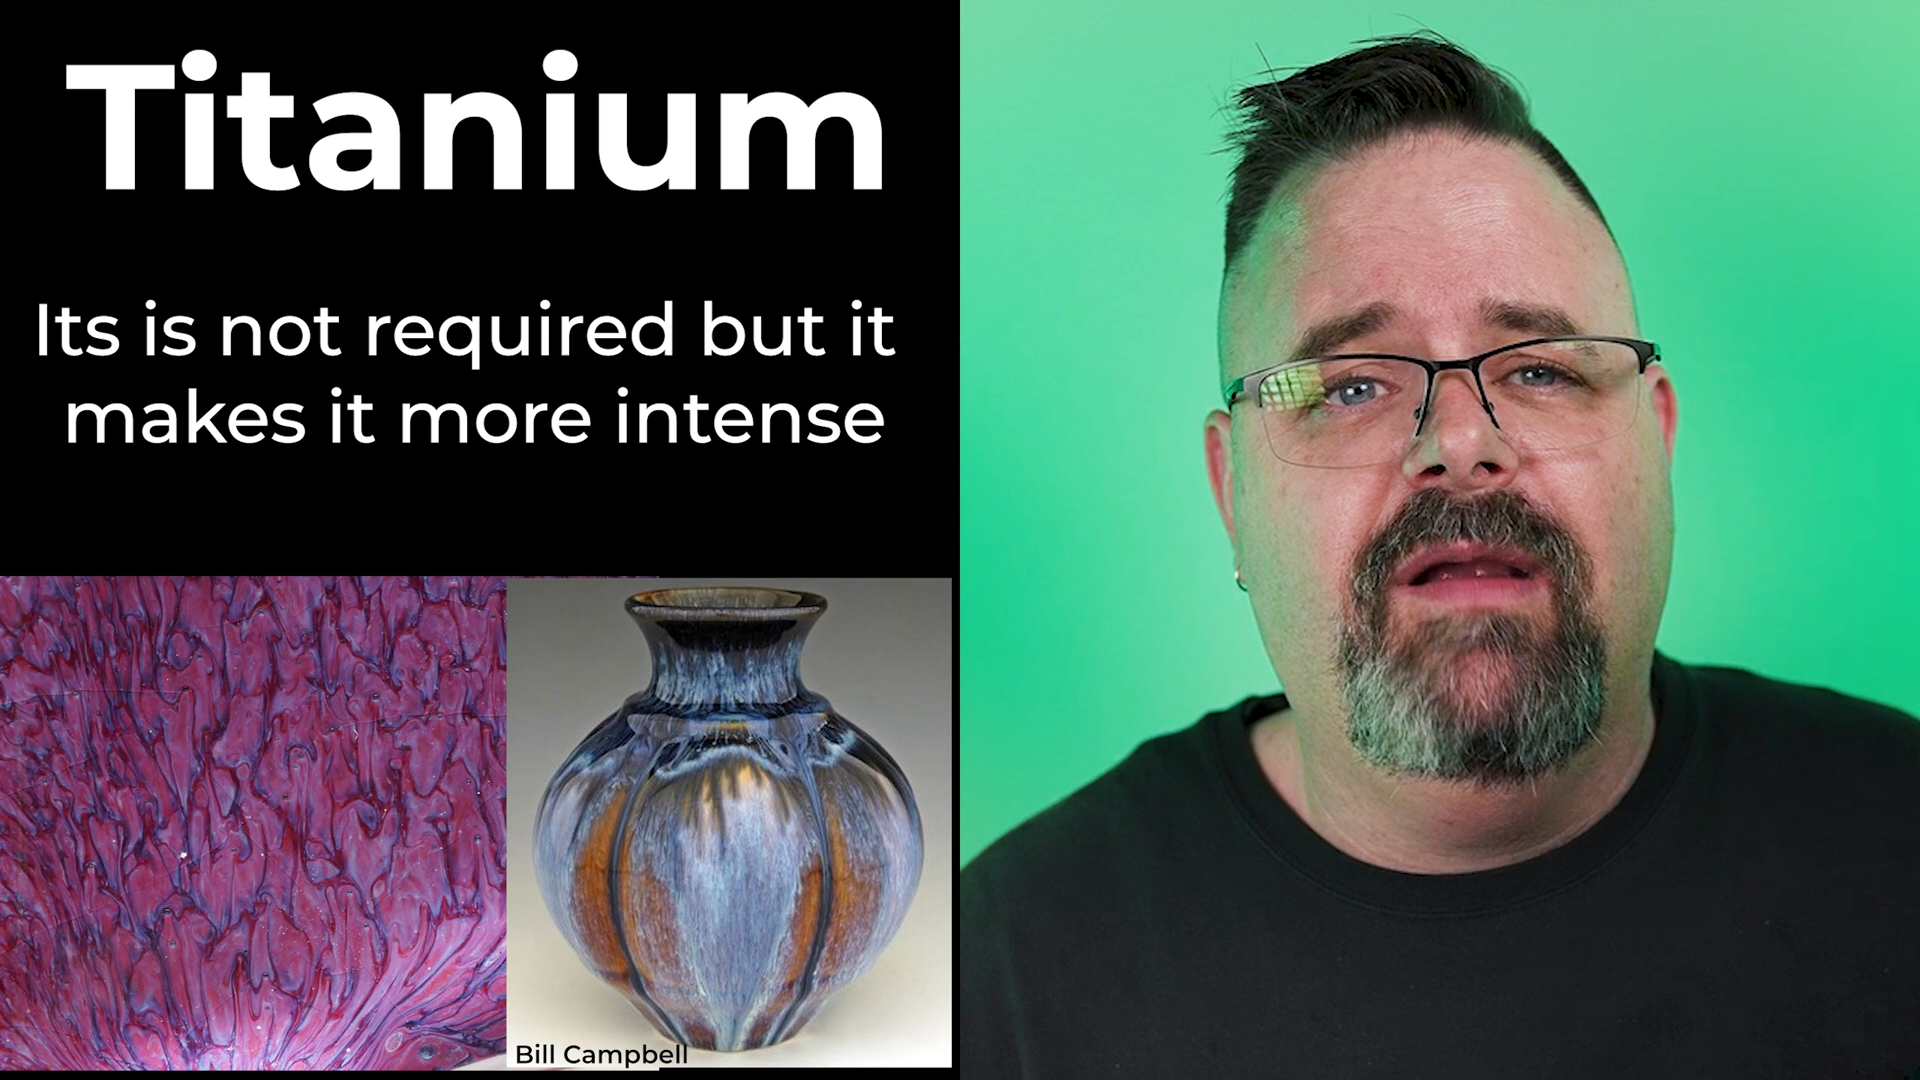 Titanium
Its is not required but it
makes it more intense
Bill Campbell